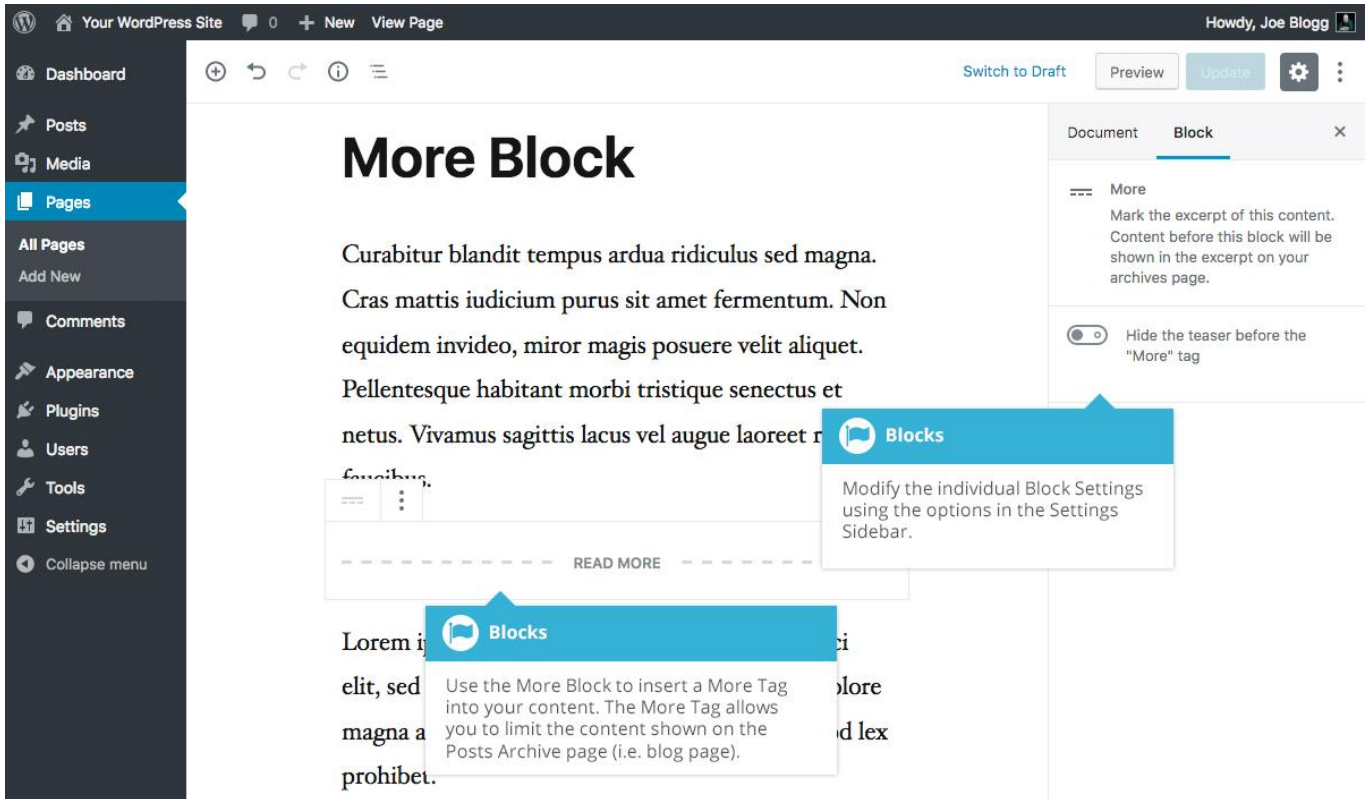 Your WordPress Site 0 + New View Page Howdy, Joe Blogg
Dashboard
Posts
Media
Pages
All Pages
Add New
Comments
Appearance
Plugins
Users
Tools
Settings
Collapse menu
Switch to Draft Preview Update
More Block
Curabitur blandit tempus ardua ridiculus sed magna.
Cras mattis iudicium purus sit amet fermentum. Non
equidem invideo, miror magis posuere velit aliquet.
Pellentesque habitant morbi tristique senectus et
netus. Vivamus sagittis lacus vel augue laoreet
faucibus.
READ MORE
Lorem
elit, sed
magna lex
prohibet.
Blocks
Use the More Block to insert a More Tag
into your content. The More Tag allows
you to limit the content shown on the
Posts Archive page (i.e. blog page).
Document Block
More
Mark the excerpt of this content.
Content before this block will be
shown in the excerpt on your
archives page.
Hide the teaser before the
"More" tag
Blocks
Modify the individual Block Settings
using the options in the Settings
Sidebar.